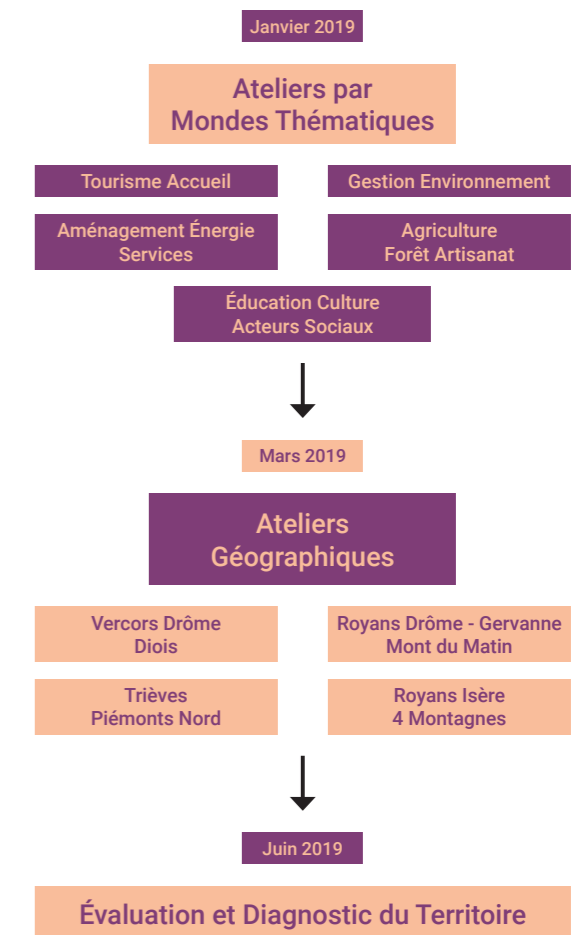 Janvier 2019
Ateliers par
Mondes Thématiques
Tourisme Accueil
Gestion Environnement
Aménagement Énergie
Services
Agriculture
Forêt Artisanat
Éducation Culture
Acteurs Sociaux
Mars 2019
Ateliers
Géographiques
Vercors Drôme
Diois
Royans Drôme - Gervanne
Mont du Matin
Trièves
Piémonts Nord
Royans Isère
4 Montagnes
Juin 2019
Évaluation et Diagnostic du Territoire